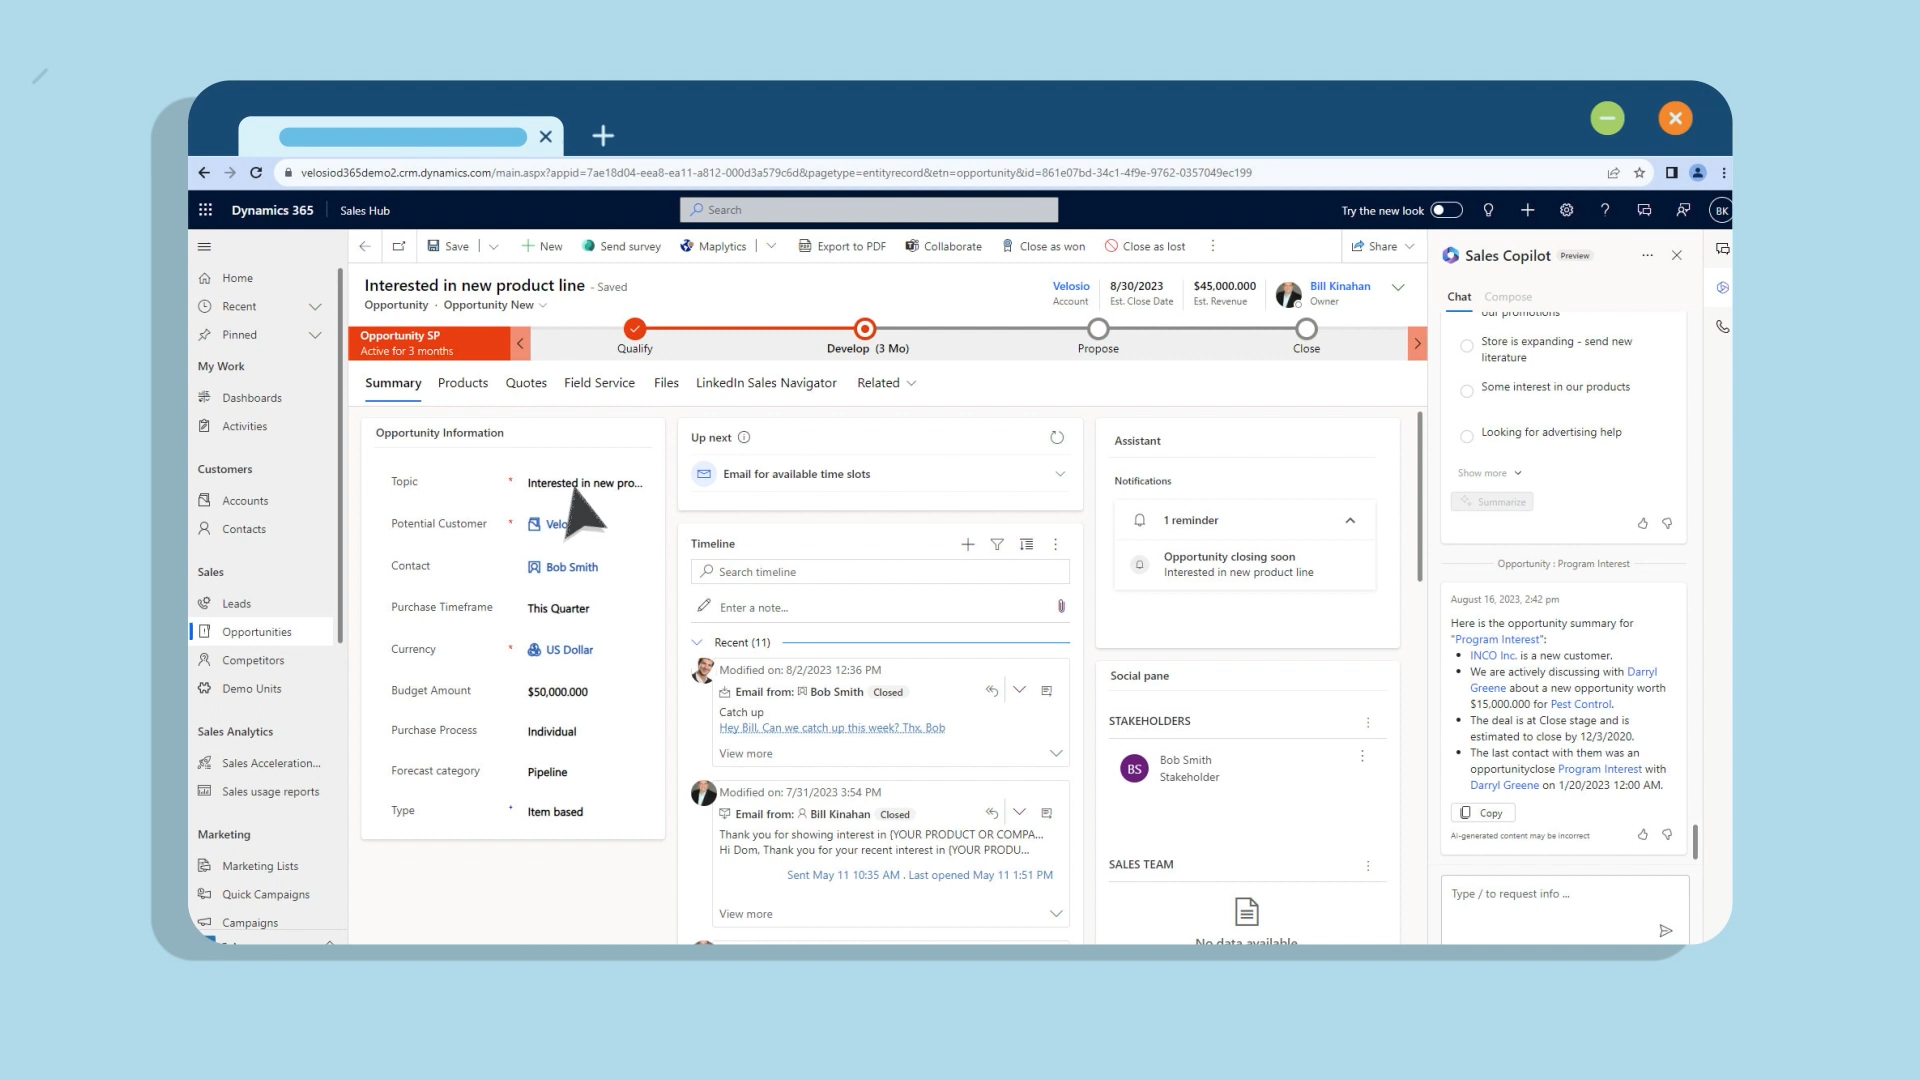 velosiod365demo2.crm.dynamics.com/main.aspx?appid=7ae18d04-eea8-ea11-a812-000d3a579c6d&pagetype=entityrecord&etn=opportunity&id=861e07bd-34c1-4f9e-9762-0357049ec199
Dynamics 365
Sales Hub
Search
Try the new look
BK
Home
Recent
Pinned
My Work
Dashboards
Activities
Customers
Accounts
Contacts
Sales
Leads
Opportunities
Competitors
Demo Units
Sales Analytics
Sales Acceleration...
Sales usage reports
Marketing
Marketing Lists
Quick Campaigns
Campaigns
Save
New
Send survey
Maplytics
Export to PDF
Collaborate
Close as won
Close as lost
Share
Interested in new product line - Saved
Opportunity · Opportunity New
Velosio
Account
8/30/2023
Est. Close Date
$45,000.000
Est. Revenue
Bill Kinahan
Owner
Opportunity SP
Active for 3 months
Qualify
Develop (3 Mo)
Propose
Close
Summary
Products
Quotes
Field Service
Files
LinkedIn Sales Navigator
Related
Opportunity Information
Topic * Interested in new pro...
Potential Customer *
Contact Bob Smith
Purchase Timeframe This Quarter
Currency * US Dollar
Budget Amount $50,000.000
Purchase Process Individual
Forecast category Pipeline
Type Item based
Up next
Email for available time slots
Timeline
Search timeline
Enter a note...
Recent (11)
Modified on: 8/2/2023 12:36 PM
Email from: Bob Smith Closed
Catch up
Hey Bill, Can we catch up this week? Thx, Bob
View more
Modified on: 7/31/2023 3:54 PM
Email from: Bill Kinahan Closed
Thank you for showing interest in {YOUR PRODUCT OR COMPA...
Hi Dom, Thank you for your recent interest in {YOUR PRODU...
Sent May 11 10:35 AM . Last opened May 11 1:51 PM
View more
Assistant
Notifications
1 reminder
Opportunity closing soon
Interested in new product line
Social pane
STAKEHOLDERS
BS
Bob Smith
Stakeholder
SALES TEAM
No data available
Sales Copilot Preview
Chat
Compose
our promotions
Store is expanding - send new
literature
Some interest in our products
Looking for advertising help
Show more
Summarize
Opportunity : Program Interest
August 16, 2023, 2:42 pm
Here is the opportunity summary for
"Program Interest":
• INCO Inc. is a new customer.
• We are actively discussing with Darryl
Greene about a new opportunity worth
$15,000.000 for Pest Control.
• The deal is at Close stage and is
estimated to close by 12/3/2020.
• The last contact with them was an
opportunityclose Program Interest with
Darryl Greene on 1/20/2023 12:00 AM.
Copy
AI-generated content may be incorrect
Type / to request info ...